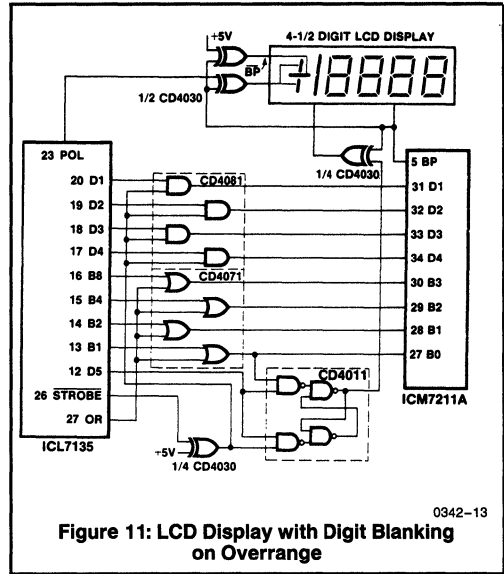 +5V
4-1/2 DIGIT LCD DISPLAY
BP
1/2 CD4030
23 POL
5 BP
1/4 CD4030
20 D1
CD4081
31 D1
19 D2
32 D2
18 D3
33 D3
17 D4
34 D4
16 B8
CD4071
30 B3
15 B4
29 B2
14 B2
28 B1
13 B1
27 B0
12 D5
CD4011
26 STROBE
27 OR
ICM7211A
ICL7135
+5V
1/4 CD4030
0342–13
Figure 11: LCD Display with Digit Blanking
on Overrange